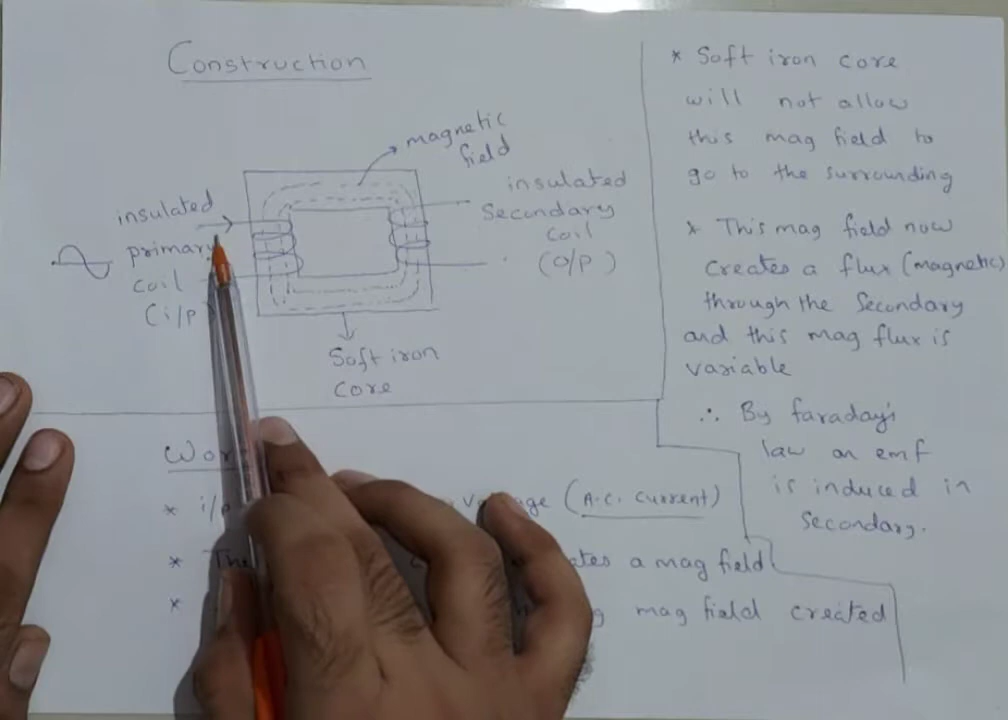 Construction
magnetic
field
insulated
primary
coil
(i/p
insulated
Secondary
coil
(O/P)
Soft iron
core
Wor
* i/p
(A.C. Current)
* The
a mag field
*
mag field created
* Soft iron core
will not allow
this mag field to
go to the surrounding
* This mag field now
creates a flux (magnetic)
through the Secondary
and this mag flux is
variable
∴ By faraday's
law an emf
is induced in
Secondary.